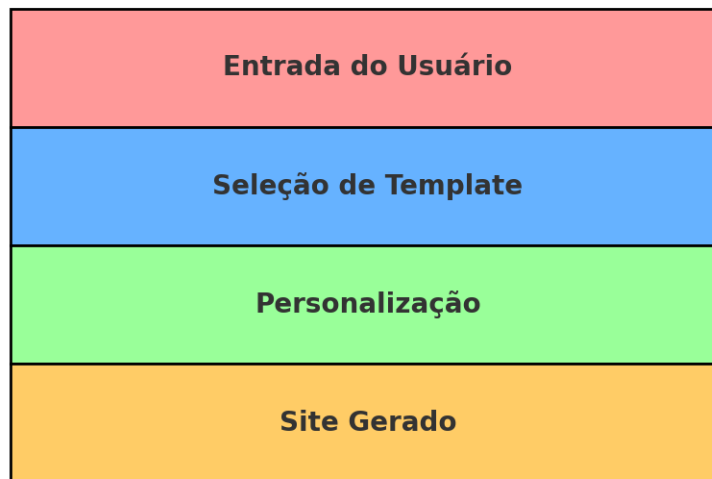 Entrada do Usuário
Seleção de Template
Personalização
Site Gerado